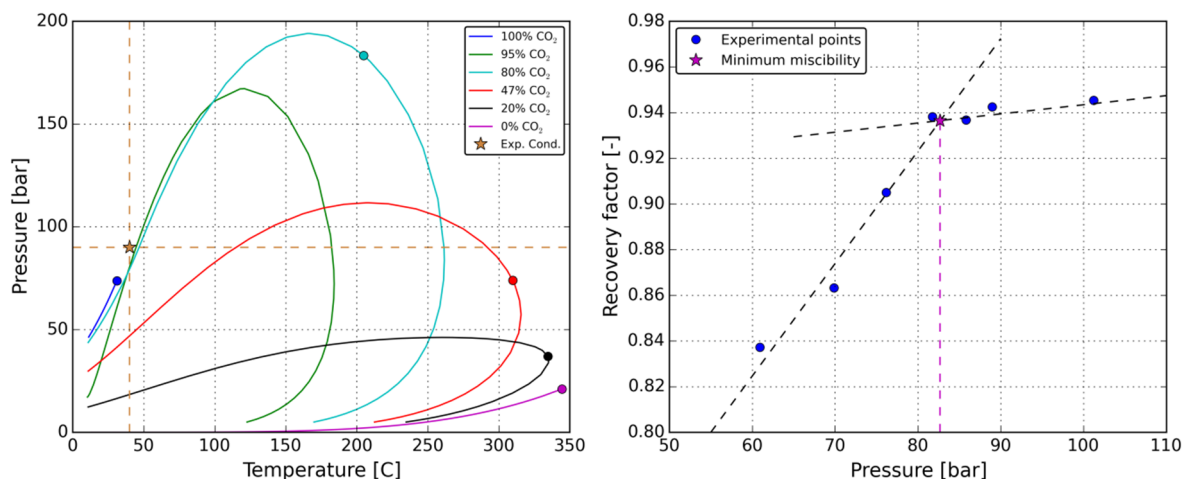 200
150
100
50
0
0
50
100
150
200
250
300
350
Pressure [bar]
Temperature [C]
100% CO₂
95% CO₂
80% CO₂
47% CO₂
20% CO₂
0% CO₂
Exp. Cond.
0.98
0.96
0.94
0.92
0.90
0.88
0.86
0.84
0.82
0.80
50
60
70
80
90
100
110
Recovery factor [-]
Pressure [bar]
Experimental points
Minimum miscibility